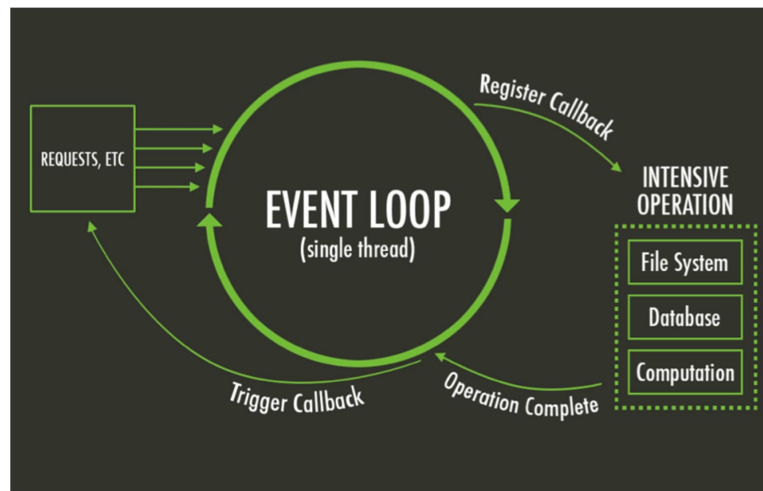 REQUESTS, ETC
EVENT LOOP
(single thread)
Register Callback
INTENSIVE
OPERATION
File System
Database
Computation
Operation Complete
Trigger Callback